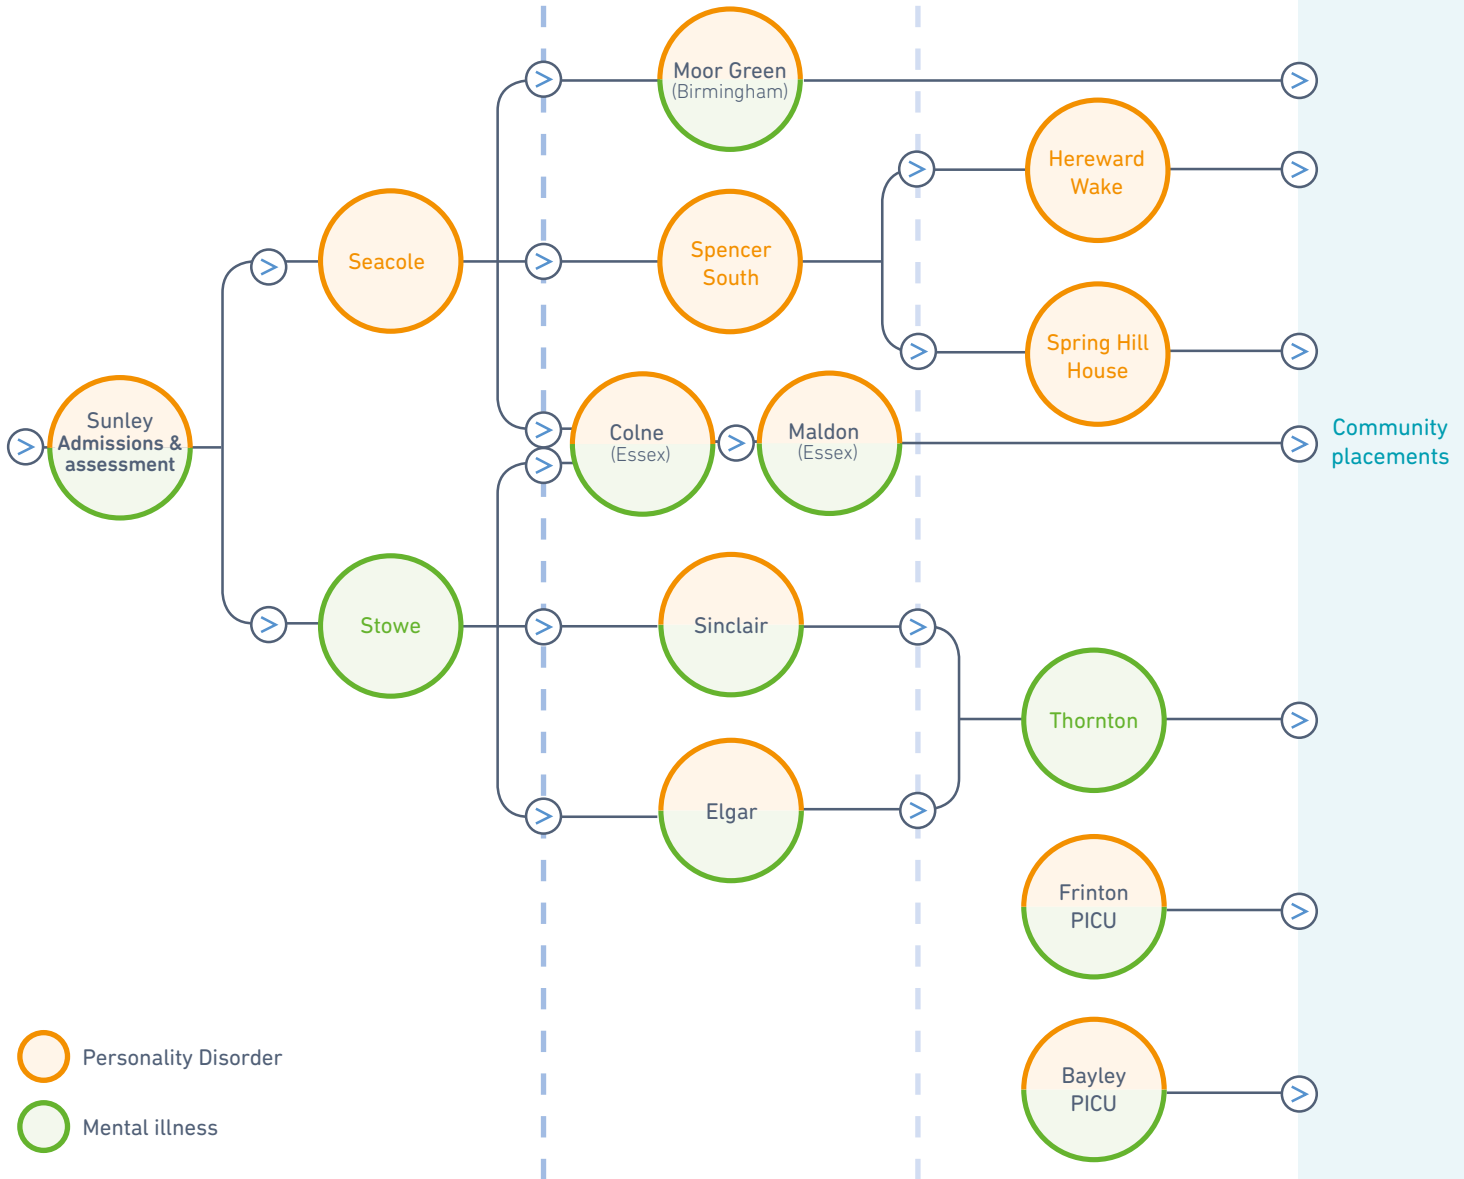 Moor Green
(Birmingham)
Hereward
Wake
Seacole
Spencer
South
Spring Hill
House
Sunley
Admissions &
assessment
Colne
(Essex)
Maldon
(Essex)
Community
placements
Stowe
Sinclair
Thornton
Elgar
Frinton
PICU
Bayley
PICU
Personality Disorder
Mental illness